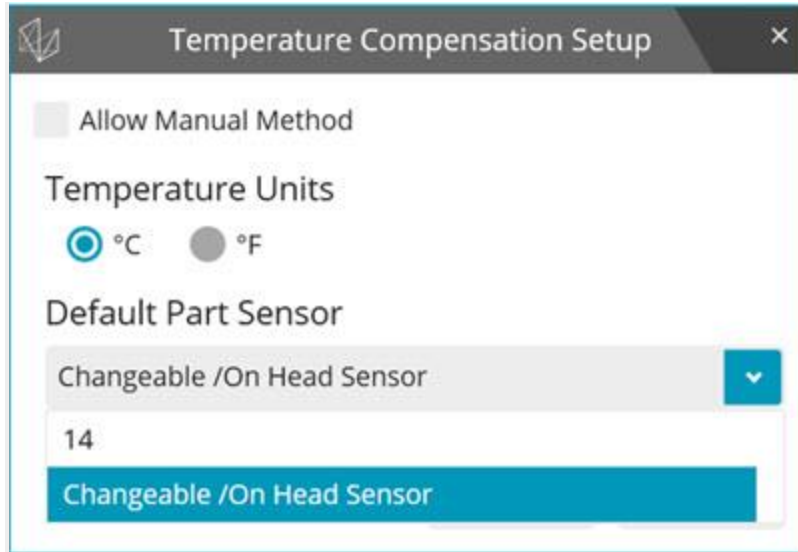 Temperature Compensation Setup
Allow Manual Method
Temperature Units
°C °F
Default Part Sensor
Changeable /On Head Sensor
14
Changeable /On Head Sensor